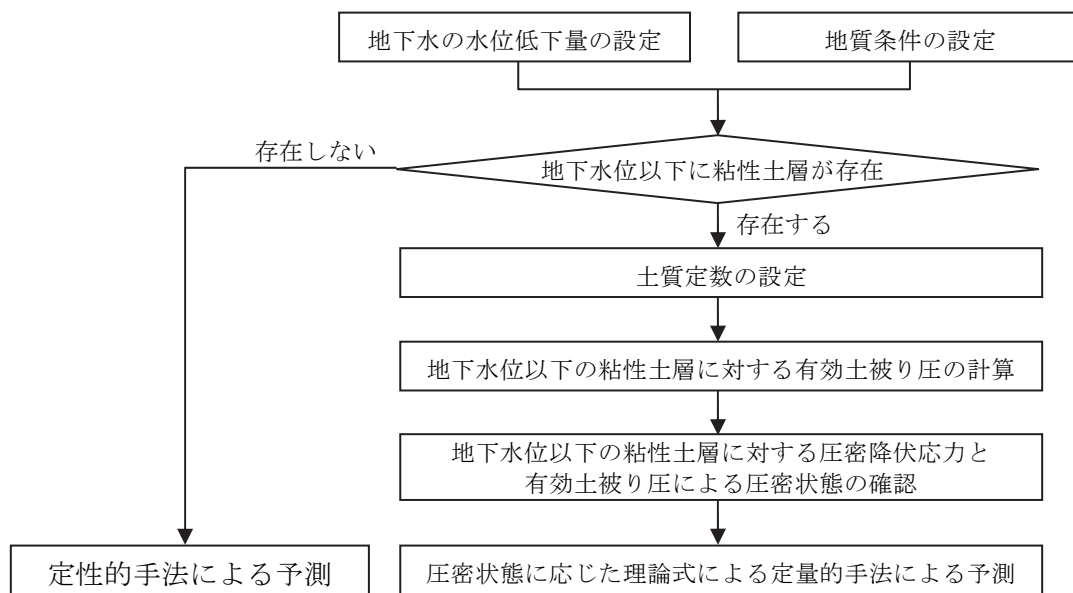 地下水の水位低下量の設定
地質条件の設定
存在しない
地下水位以下に粘性土層が存在
存在する
土質定数の設定
地下水位以下の粘性土層に対する有効土被り圧の計算
地下水位以下の粘性土層に対する圧密降伏応力と
有効土被り圧による圧密状態の確認
定性的手法による予測
圧密状態に応じた理論式による定量的手法による予測